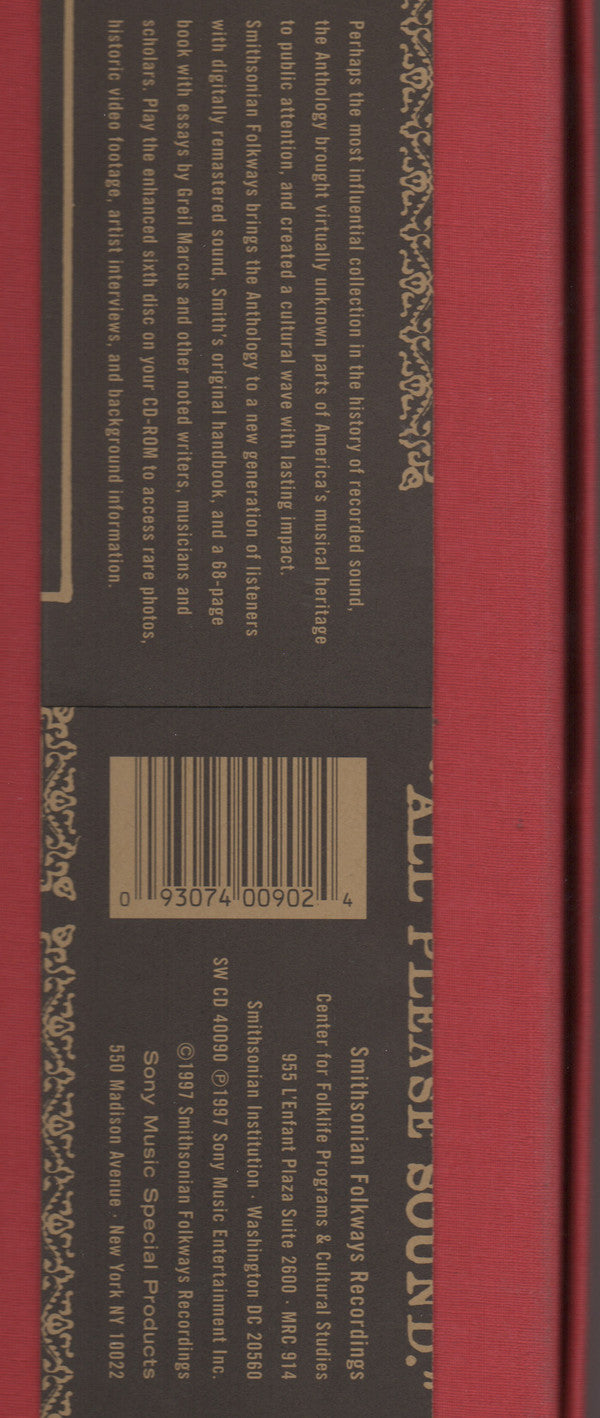 Perhaps the most influential collection in the history of recorded sound,
the Anthology brought virtually unknown parts of America's musical heritage
to public attention, and created a cultural wave with lasting impact.
Smithsonian Folkways brings the Anthology to a new generation of listeners
with digitally remastered sound, Smith's original handbook, and a 68-page
book with essays by Greil Marcus and other noted writers, musicians and
scholars. Play the enhanced sixth disc on your CD-ROM to access rare photos,
historic video footage, artist interviews, and background information.
"ALL PLEASE SOUND."
0 93074 00902 4
Smithsonian Folkways Recordings
Center for Folklife Programs & Cultural Studies
955 L'Enfant Plaza Suite 2600 · MRC 914
Smithsonian Institution · Washington DC 20560
SW CD 40090 ℗1997 Sony Music Entertainment Inc.
©1997 Smithsonian Folkways Recordings
Sony Music Special Products
550 Madison Avenue · New York NY 10022